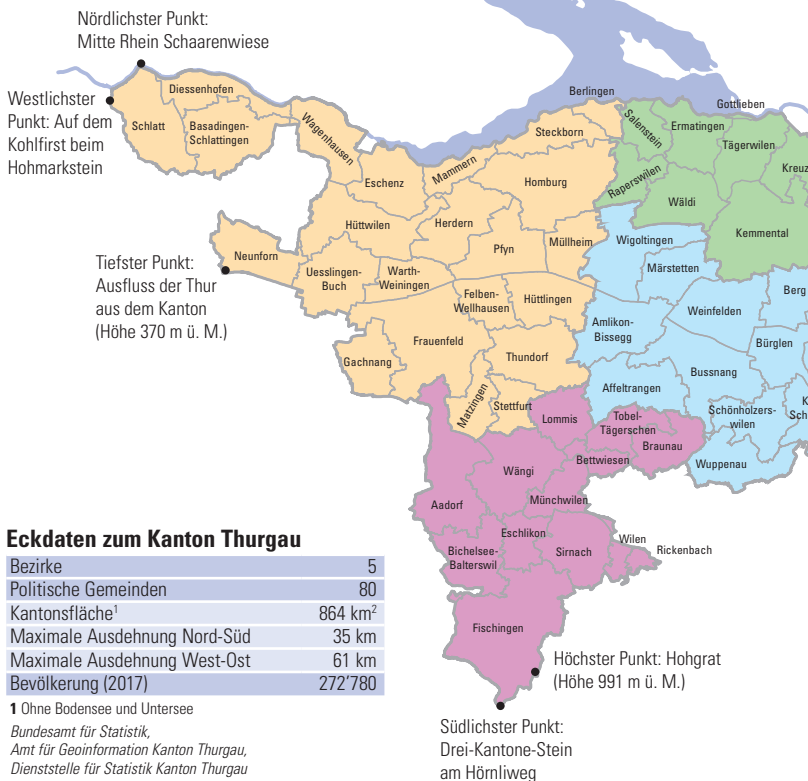 Nördlichster Punkt:
Mitte Rhein Schaarenwiese
Westlichster
Punkt: Auf dem
Kohlfirst beim
Hohmarkstein
Diessenhofen
Schlatt
Basadingen-
Schlattingen
Wagenhausen
Berlingen
Gottlieben
Steckborn
Salenstein
Ermatingen
Tägerwilen
Mammern
Eschenz
Homburg
Raperswilen
Kreuz
Wäldi
Hüttwilen
Herdern
Kemmental
Neunforn
Pfyn
Müllheim
Wigoltingen
Tiefster Punkt:
Ausfluss der Thur
aus dem Kanton
(Höhe 370 m ü. M.)
Uesslingen-
Buch
Warth-
Weiningen
Märstetten
Berg
Felben-
Wellhausen
Hüttlingen
Weinfelden
Amlikon-
Bissegg
Frauenfeld
Bürglen
Gachnang
Thundorf
Bussnang
Matzingen
Stettfurt
Affeltrangen
K
Sch
Schönholzers-
wilen
Lommis
Tobel-
Tägerschen
Braunau
Wuppenau
Bettwiesen
Wängi
Münchwilen
Aadorf
Eschlikon
Wilen
Rickenbach
Bichelsee-
Balterswil
Sirnach
Fischingen
Höchster Punkt: Hohgrat
(Höhe 991 m ü. M.)
Südlichster Punkt:
Drei-Kantone-Stein
am Hörnliweg
Eckdaten zum Kanton Thurgau
Bezirke 5
Politische Gemeinden 80
Kantonsfläche¹ 864 km²
Maximale Ausdehnung Nord-Süd 35 km
Maximale Ausdehnung West-Ost 61 km
Bevölkerung (2017) 272’780
1 Ohne Bodensee und Untersee
Bundesamt für Statistik,
Amt für Geoinformation Kanton Thurgau,
Dienststelle für Statistik Kanton Thurgau